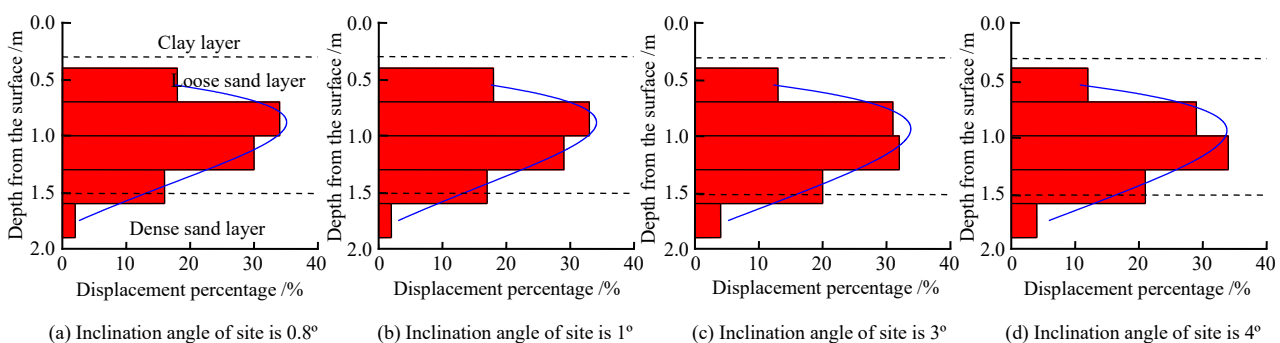 Depth from the surface /m
0.0
0.5
1.0
1.5
2.0
Clay layer
Loose sand layer
Dense sand layer
0 10 20 30 40
Displacement percentage /%
(a) Inclination angle of site is 0.8º
Depth from the surface /m
0.0
0.5
1.0
1.5
2.0
0 10 20 30 40
Displacement percentage /%
(b) Inclination angle of site is 1º
Depth from the surface /m
0.0
0.5
1.0
1.5
2.0
0 10 20 30 40
Displacement percentage /%
(c) Inclination angle of site is 3º
Depth from the surface /m
0.0
0.5
1.0
1.5
2.0
0 10 20 30 40
Displacement percentage /%
(d) Inclination angle of site is 4º